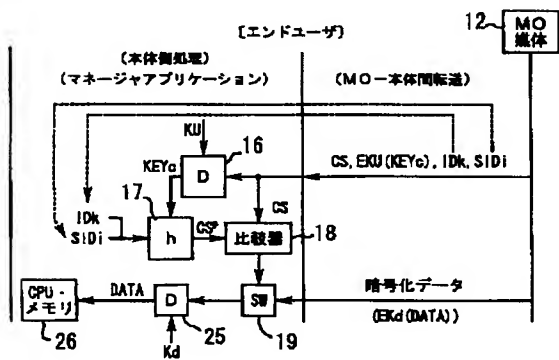 [エンドユーザ]
12
MO
媒体
(本体側処理)
(マネージャアプリケーション)
(MO-本体間転送)
KU
16
KEYc
D
CS, EKU(KEYc), IDk, SIDi
17
CS
IDk
SIDi
h
CS'
比較器
18
CPU・
メモリ
DATA
D
SW
暗号化データ
(EKd(DATA))
26
Kd
25
19